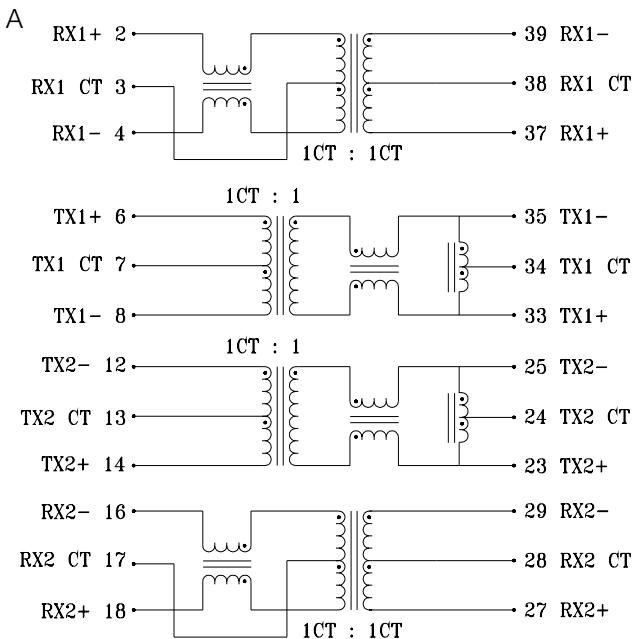 A
RX1+ 2
39 RX1-
RX1 CT 3
38 RX1 CT
RX1- 4
37 RX1+
1CT : 1CT
1CT : 1
TX1+ 6
35 TX1-
TX1 CT 7
34 TX1 CT
TX1- 8
33 TX1+
1CT : 1
TX2- 12
25 TX2-
TX2 CT 13
24 TX2 CT
TX2+ 14
23 TX2+
RX2- 16
29 RX2-
RX2 CT 17
28 RX2 CT
RX2+ 18
27 RX2+
1CT : 1CT